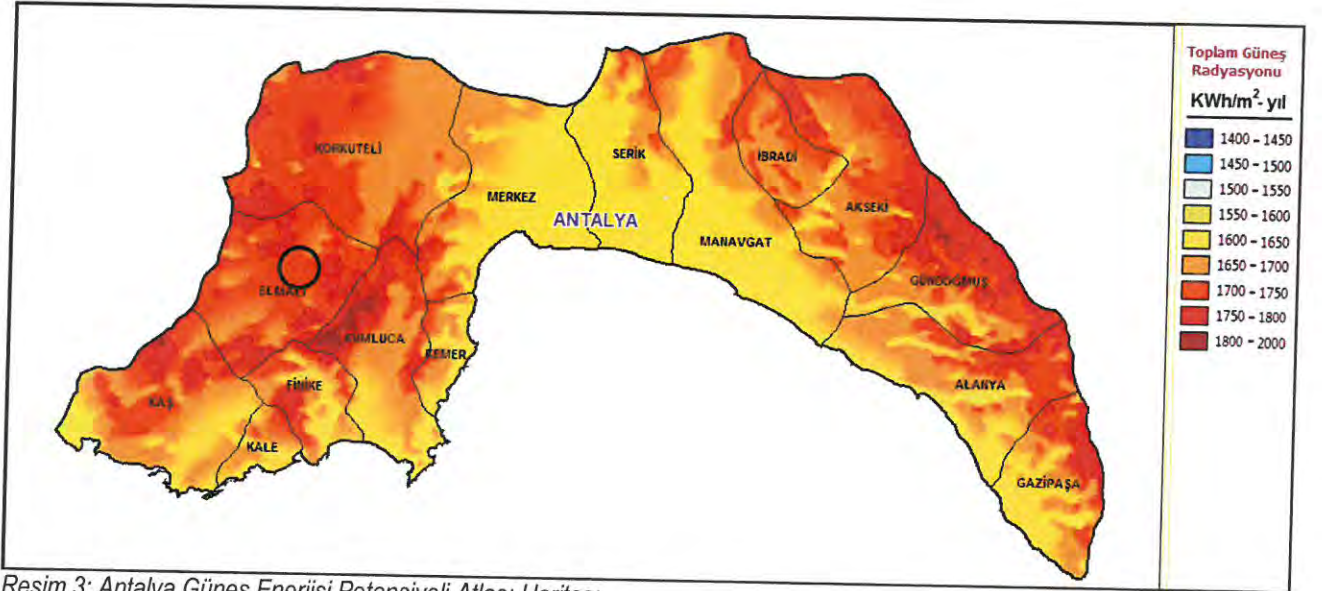 Toplam Güneş
Radyasyonu
KWh/m²- yıl
1400 - 1450
1450 - 1500
1500 - 1550
1550 - 1600
1600 - 1650
1650 - 1700
1700 - 1750
1750 - 1800
1800 - 2000
KORKUTELİ
SERİK
İBRADI
MERKEZ
ANTALYA
AKSEKİ
MANAVGAT
ELMALI
GÜNDOĞMUŞ
KUMLUCA
KEMER
FİNİKE
ALANYA
KAŞ
KALE
GAZİPAŞA
Resim 3: Antalya Güneş Enerjisi Potansiyeli Atlası Haritası